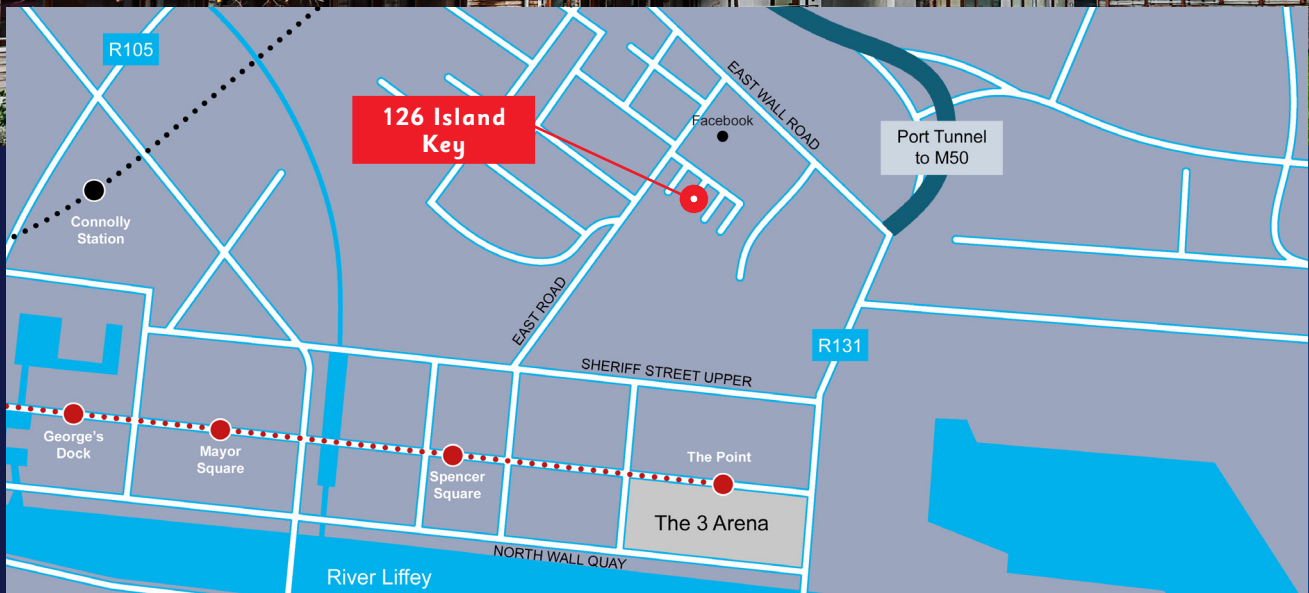 R105
126 Island
Key
EAST WALL ROAD
Facebook
Port Tunnel
to M50
Connolly
Station
EAST ROAD
R131
SHERIFF STREET UPPER
George's
Dock
Mayor
Square
Spencer
Square
The Point
The 3 Arena
NORTH WALL QUAY
River Liffey